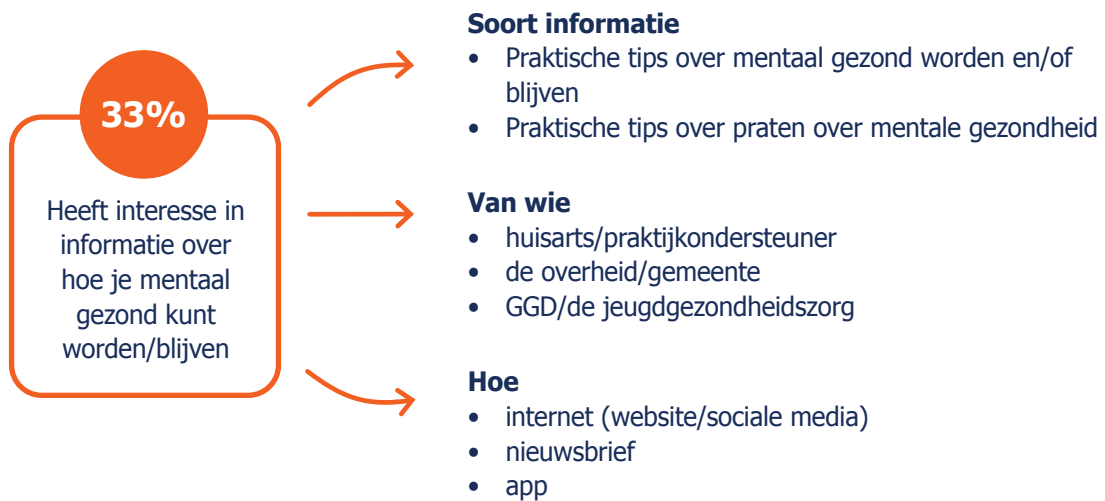 33%
Heeft interesse in
informatie over
hoe je mentaal
gezond kunt
worden/blijven
Soort informatie
• Praktische tips over mentaal gezond worden en/of
blijven
• Praktische tips over praten over mentale gezondheid
Van wie
• huisarts/praktijkondersteuner
• de overheid/gemeente
• GGD/de jeugdgezondheidszorg
Hoe
• internet (website/sociale media)
• nieuwsbrief
• app